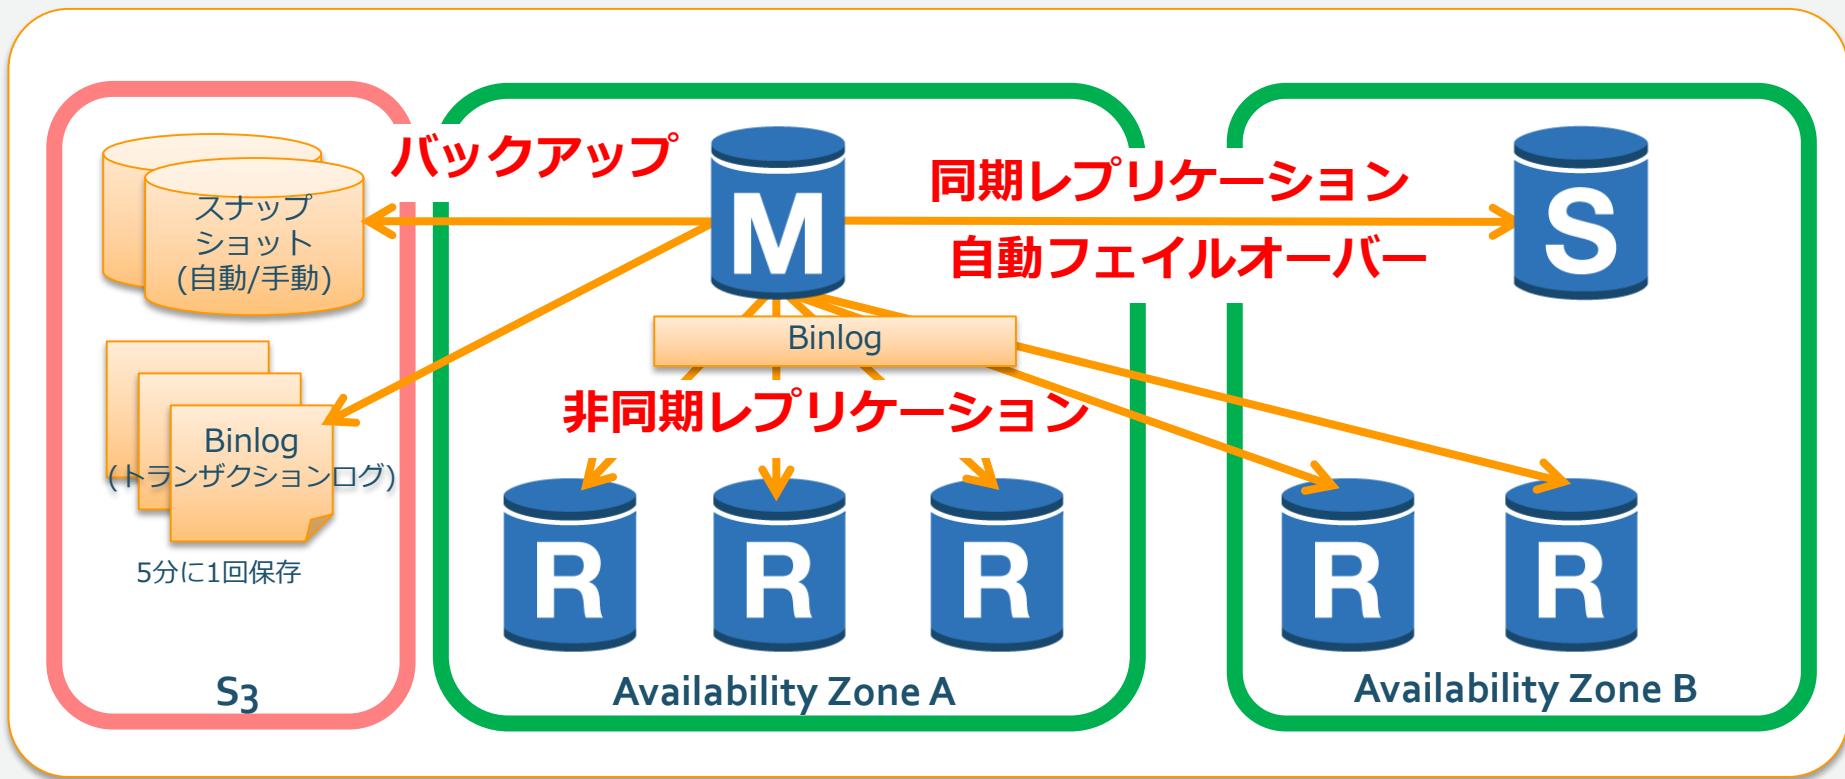 バックアップ
スナップ
ショット
(自動/手動)
M
同期レプリケーション
自動フェイルオーバー
S
Binlog
非同期レプリケーション
Binlog
(トランザクションログ)
5分に1回保存
R
R
R
R
R
S3
Availability Zone A
Availability Zone B